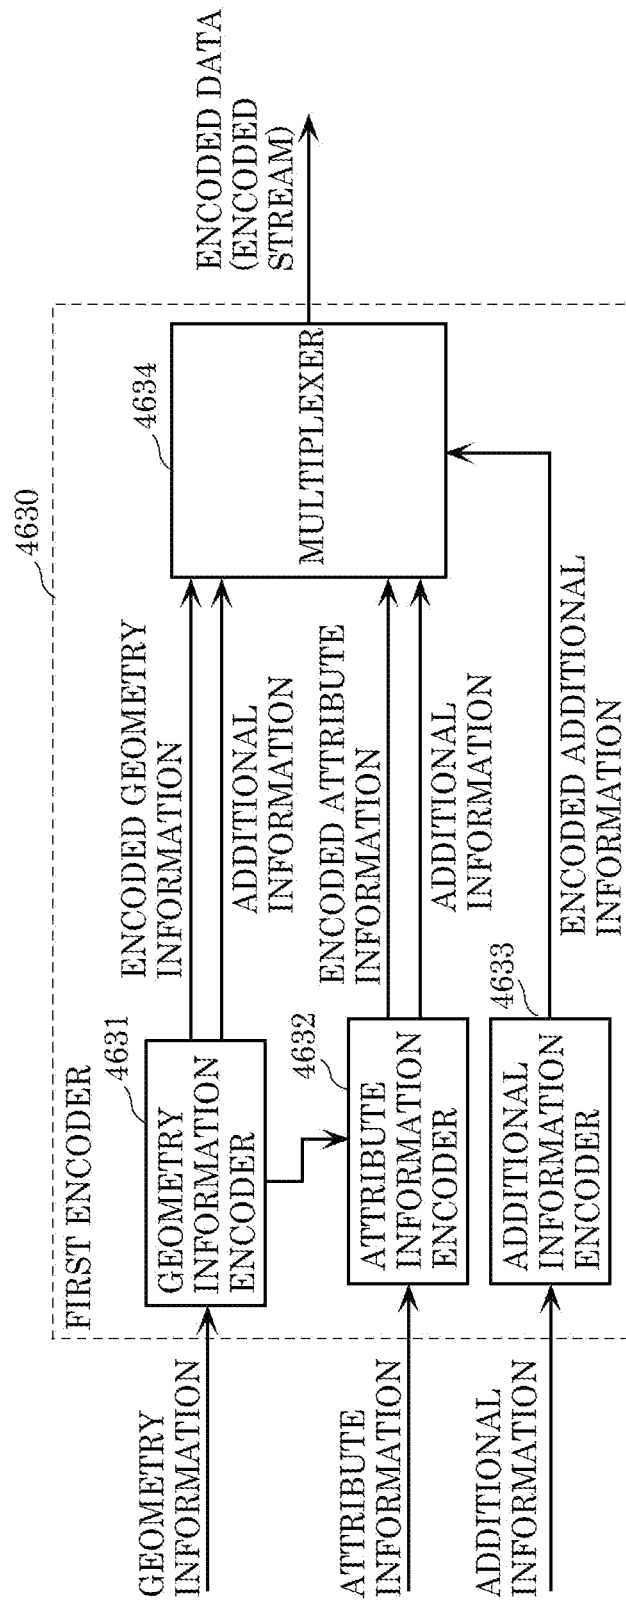 4630
FIRST ENCODER
GEOMETRY
INFORMATION
4631
GEOMETRY
INFORMATION
ENCODER
ENCODED GEOMETRY
INFORMATION
ADDITIONAL
INFORMATION
4634
MULTIPLEXER
ENCODED DATA
(ENCODED
STREAM)
ATTRIBUTE
INFORMATION
4632
ATTRIBUTE
INFORMATION
ENCODER
ENCODED ATTRIBUTE
INFORMATION
ADDITIONAL
INFORMATION
ADDITIONAL
INFORMATION
4633
ADDITIONAL
INFORMATION
ENCODER
ENCODED ADDITIONAL
INFORMATION